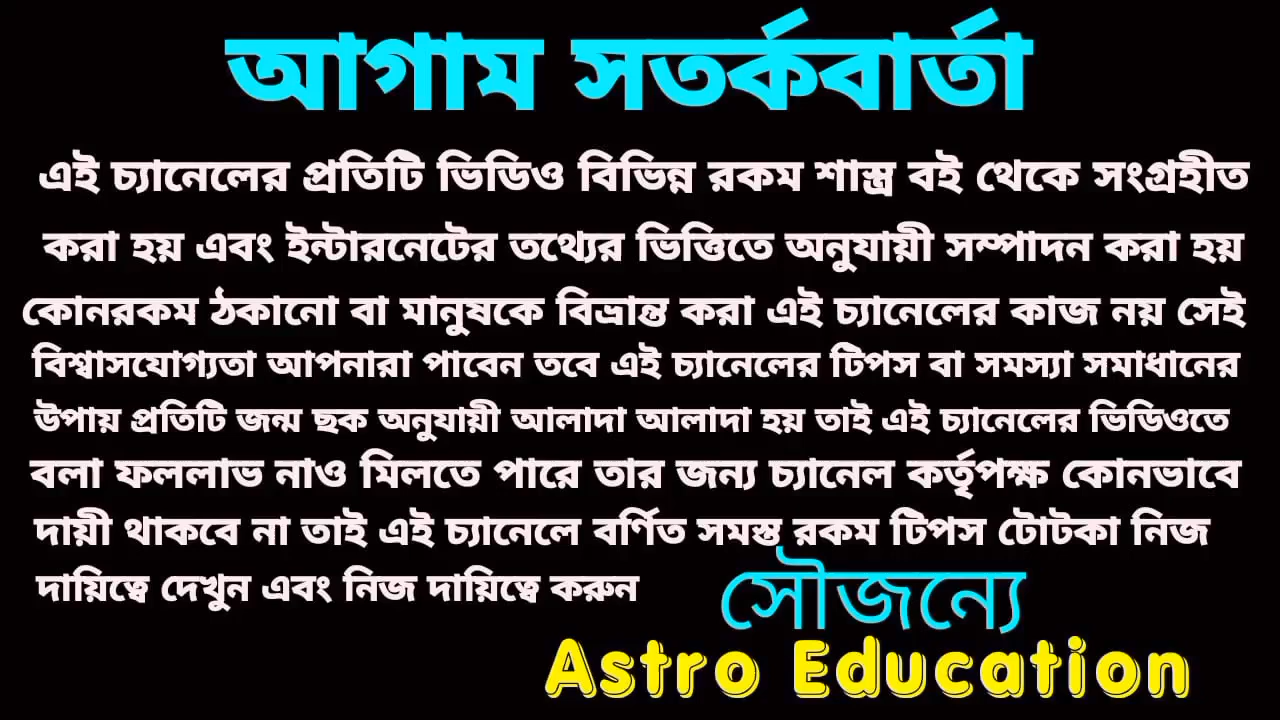 আগাম সতর্কবার্তা
এই চ্যানেলের প্রতিটি ভিডিও বিভিন্ন রকম শাস্ত্র বই থেকে সংগ্রহীত
করা হয় এবং ইন্টারনেটের তথ্যের ভিত্তিতে অনুযায়ী সম্পাদন করা হয়
কোনরকম ঠকানো বা মানুষকে বিভ্রান্ত করা এই চ্যানেলের কাজ নয় সেই
বিশ্বাসযোগ্যতা আপনারা পাবেন তবে এই চ্যানেলের টিপস বা সমস্যা সমাধানের
উপায় প্রতিটি জন্ম ছক অনুযায়ী আলাদা আলাদা হয় তাই এই চ্যানেলের ভিডিওতে
বলা ফললাভ নাও মিলতে পারে তার জন্য চ্যানেল কর্তৃপক্ষ কোনভাবে
দায়ী থাকবে না তাই এই চ্যানেলে বর্ণিত সমস্ত রকম টিপস টোটকা নিজ
দায়িত্বে দেখুন এবং নিজ দায়িত্বে করুন
সৌজন্যে
Astro Education